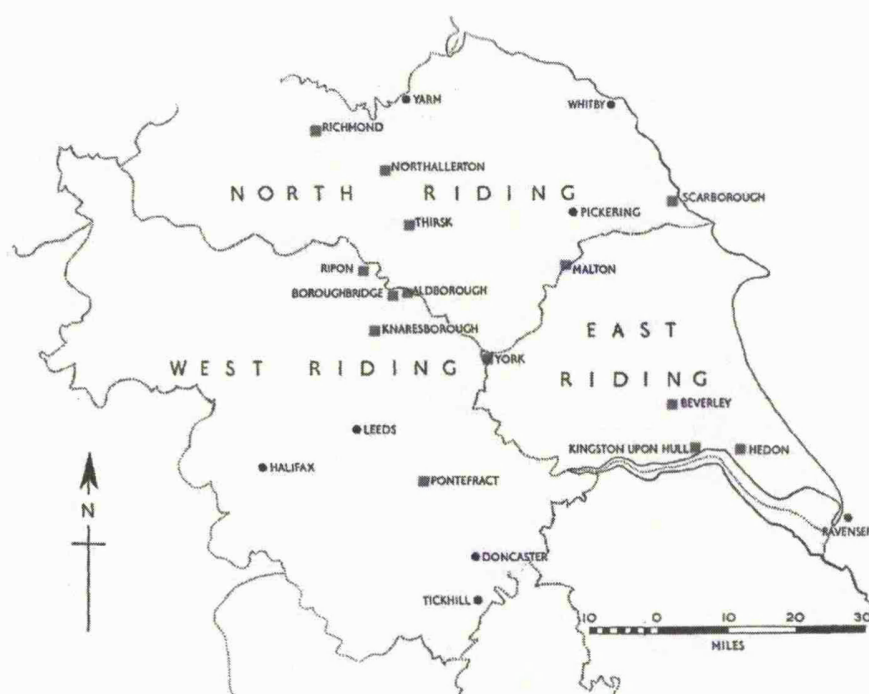 YARM
WHITBY
RICHMOND
NORTHALLERTON
NORTH RIDING
SCARBOROUGH
PICKERING
THIRSK
RIPON
MALTON
BOROUGHBRIDGE
ALDBOROUGH
KNARESBOROUGH
EAST
RIDING
YORK
WEST RIDING
BEVERLEY
LEEDS
KINGSTON UPON HULL
HEDON
HALIFAX
PONTEFRACT
N
RAVENSER
DONCASTER
TICKHILL
10 0 10 20 30
MILES